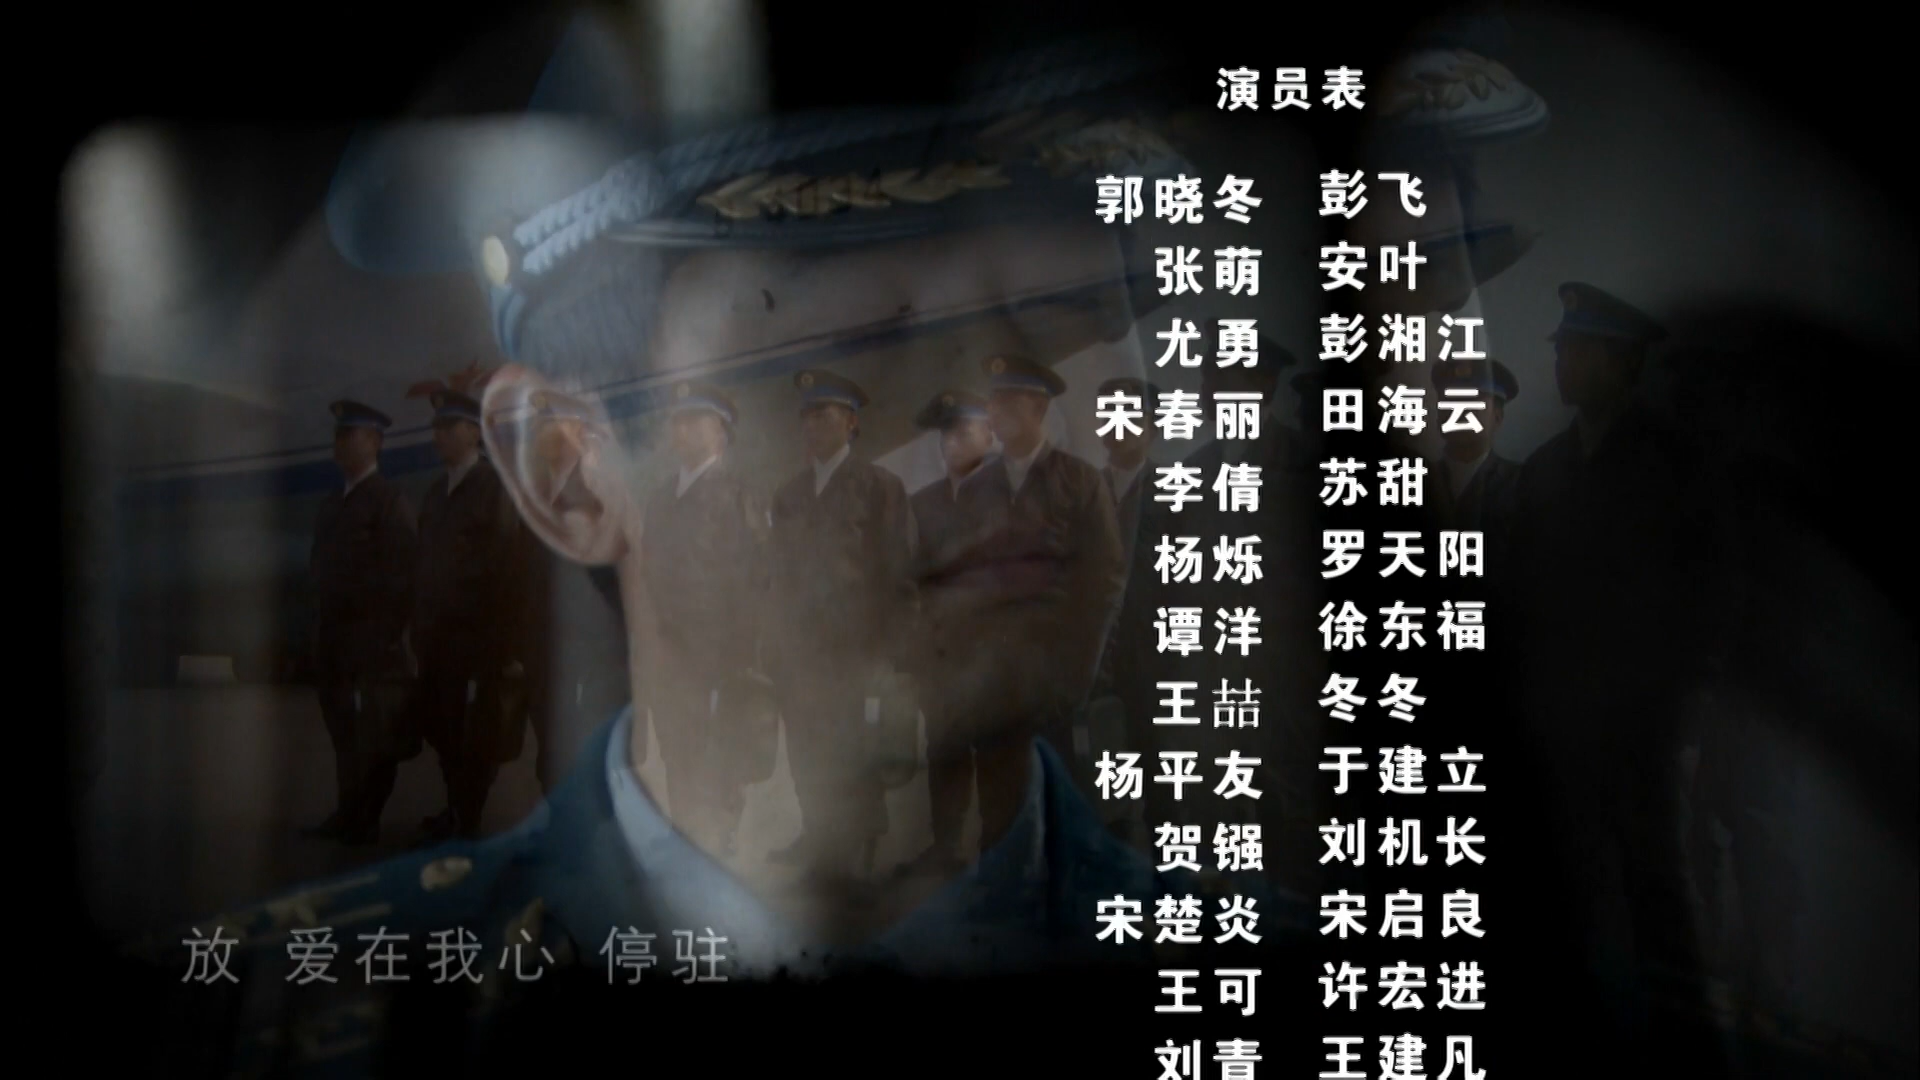 演员表
郭晓冬 彭飞
张萌 安叶
尤勇 彭湘江
宋春丽 田海云
李倩 苏甜
杨烁 罗天阳
谭洋 徐东福
王喆 冬冬
杨平友 于建立
贺镪 刘机长
宋楚炎 宋启良
王可 许宏进
刘青 王建凡
放 爱在我心 停驻